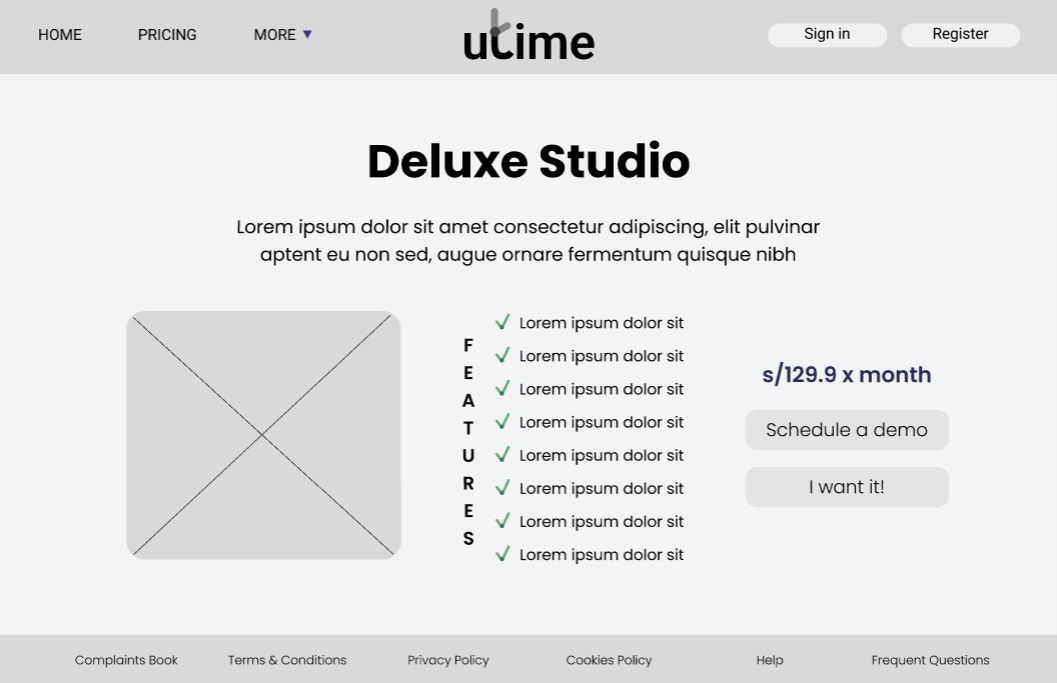 HOME
PRICING
MORE
utime
Sign in
Register
Deluxe Studio
Lorem ipsum dolor sit amet consectetur adipiscing, elit pulvinar
aptent eu non sed, augue ornare fermentum quisque nibh
FEATURES
Lorem ipsum dolor sit
Lorem ipsum dolor sit
Lorem ipsum dolor sit
Lorem ipsum dolor sit
Lorem ipsum dolor sit
Lorem ipsum dolor sit
Lorem ipsum dolor sit
Lorem ipsum dolor sit
s/129.9 x month
Schedule a demo
I want it!
Complaints Book
Terms & Conditions
Privacy Policy
Cookies Policy
Help
Frequent Questions